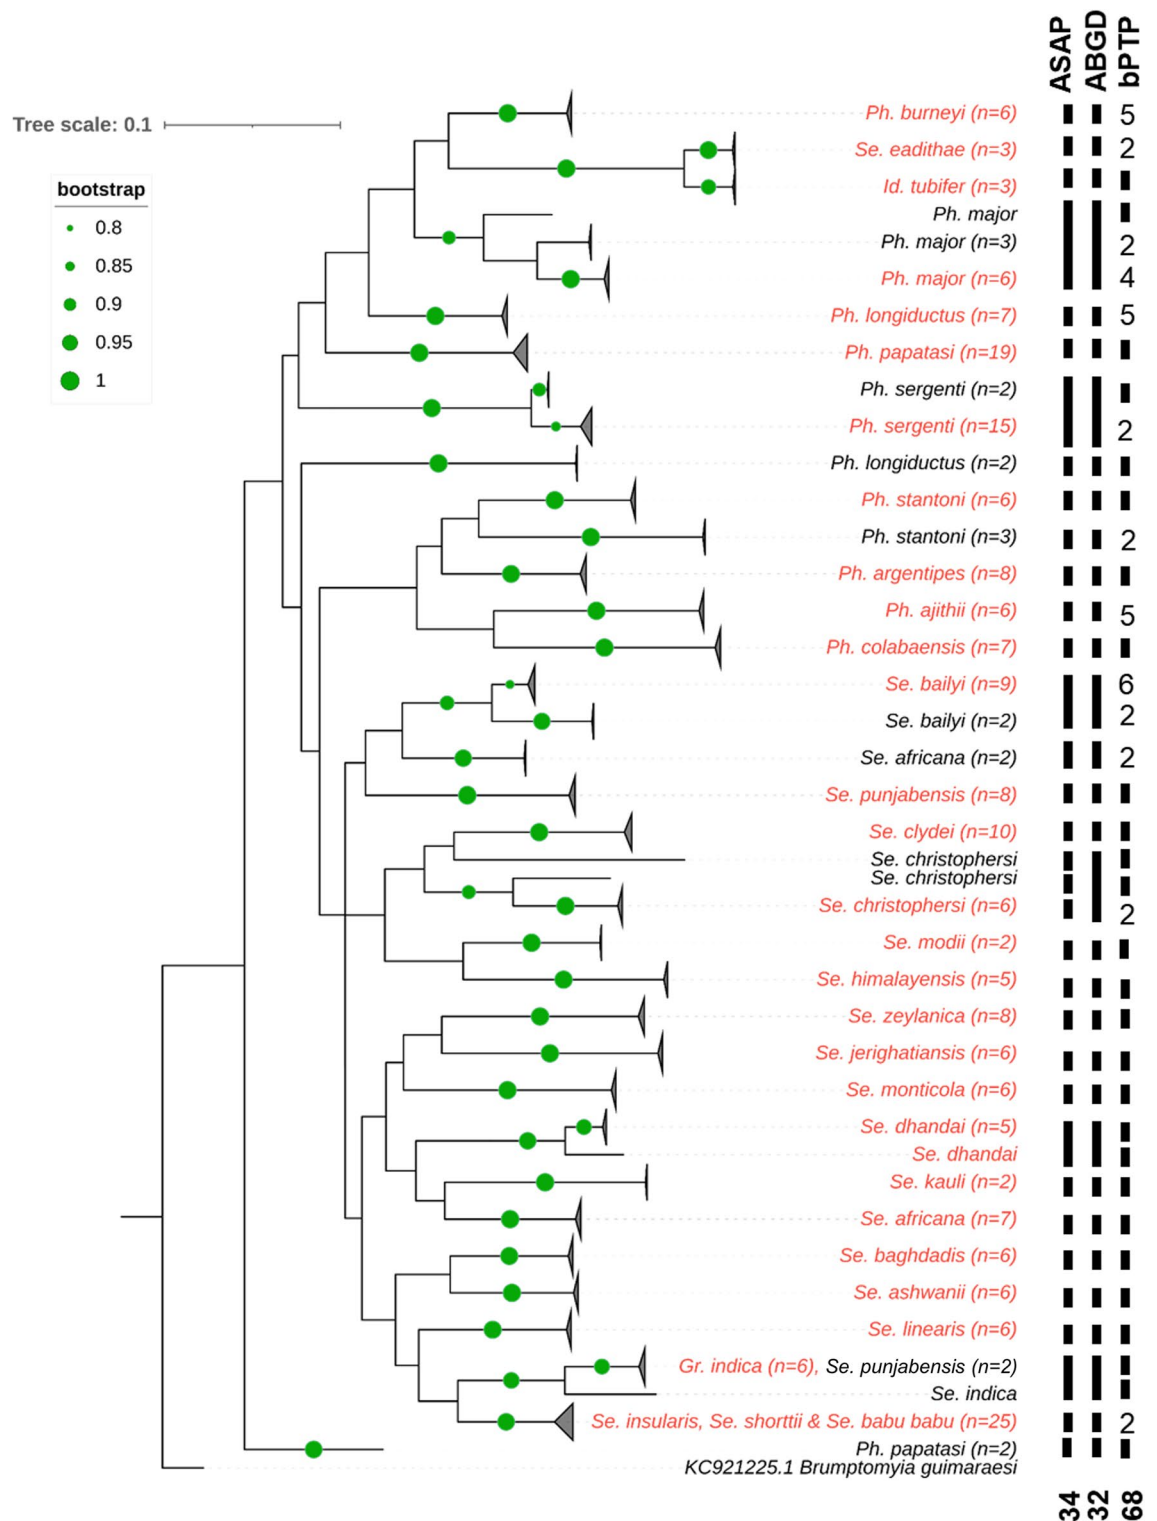 ASAP ABGD bPTP
Ph. burneyi (n=6) 5
Tree scale: 0.1
Se. eadithae (n=3) 2
Id. tubifer (n=3)
bootstrap
0.8
0.85
0.9
0.95
1
Ph. major
Ph. major (n=3) 2
Ph. major (n=6) 4
Ph. longiductus (n=7) 5
Ph. papatasi (n=19)
Ph. sergenti (n=2)
Ph. sergenti (n=15) 2
Ph. longiductus (n=2)
Ph. stantoni (n=6)
Ph. stantoni (n=3) 2
Ph. argentipes (n=8)
Ph. ajithii (n=6) 5
Ph. colabaensis (n=7)
Se. bailyi (n=9) 6
Se. bailyi (n=2) 2
Se. africana (n=2) 2
Se. punjabensis (n=8)
Se. clydei (n=10)
Se. christophersi
Se. christophersi
Se. christophersi (n=6) 2
Se. modii (n=2)
Se. himalayensis (n=5)
Se. zeylanica (n=8)
Se. jerighatiansis (n=6)
Se. monticola (n=6)
Se. dhandai (n=5)
Se. dhandai
Se. kauli (n=2)
Se. africana (n=7)
Se. baghdadis (n=6)
Se. ashwanii (n=6)
Se. linearis (n=6)
Gr. indica (n=6), Se. punjabensis (n=2)
Se. indica
Se. insularis, Se. shorttii & Se. babu babu (n=25) 2
Ph. papatasi (n=2)
KC921225.1 Brumptomyia guimaraesi
34 32 68